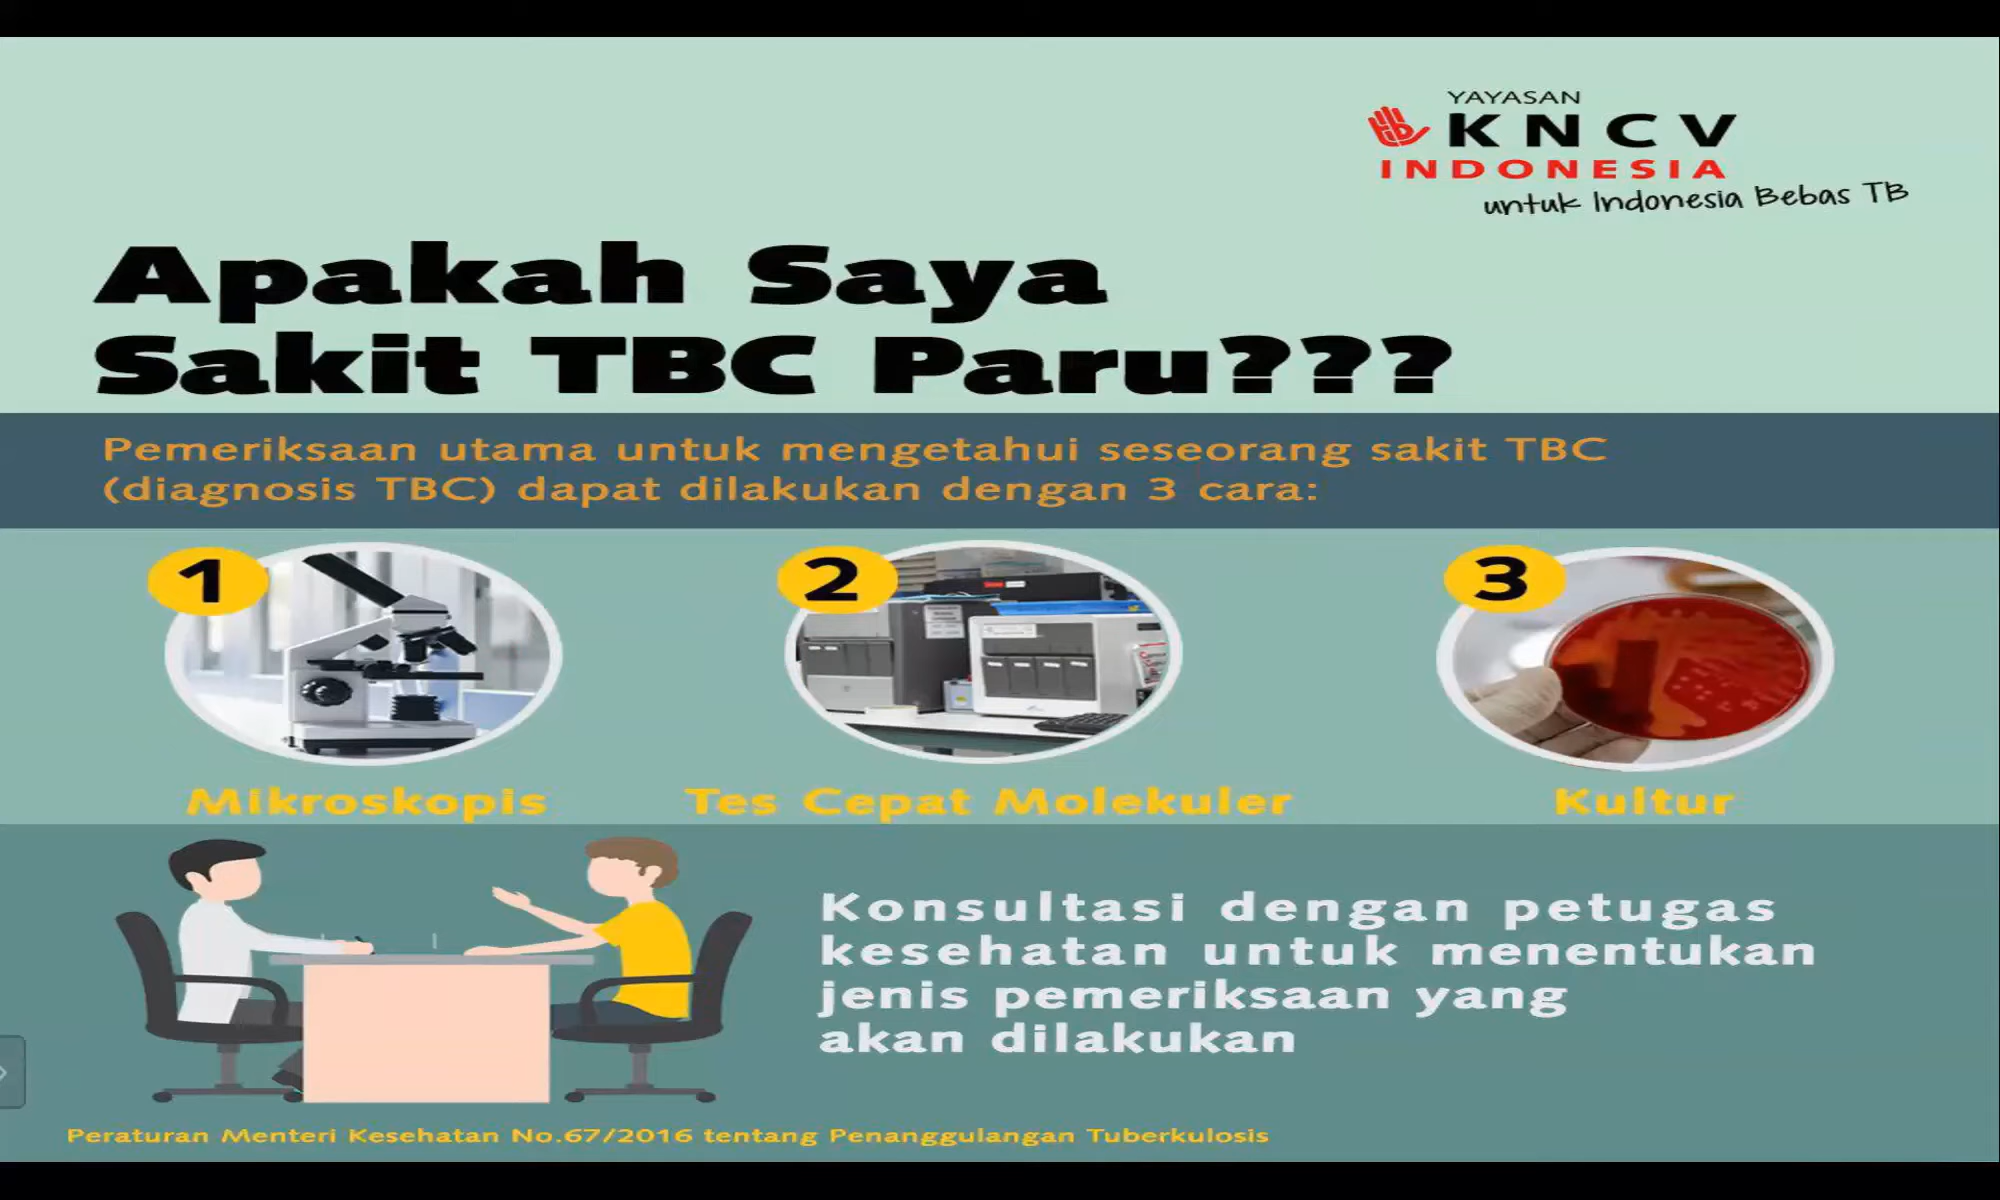 YAYASAN
KNCV
INDONESIA
untuk Indonesia Bebas TB
Apakah Saya
Sakit TBC Paru???
Pemeriksaan utama untuk mengetahui seseorang sakit TBC
(diagnosis TBC) dapat dilakukan dengan 3 cara:
1
2
3
Mikroskopis
Tes Cepat Molekuler
Kultur
Konsultasi dengan petugas
kesehatan untuk menentukan
jenis pemeriksaan yang
akan dilakukan
Peraturan Menteri Kesehatan No.67/2016 tentang Penanggulangan Tuberkulosis